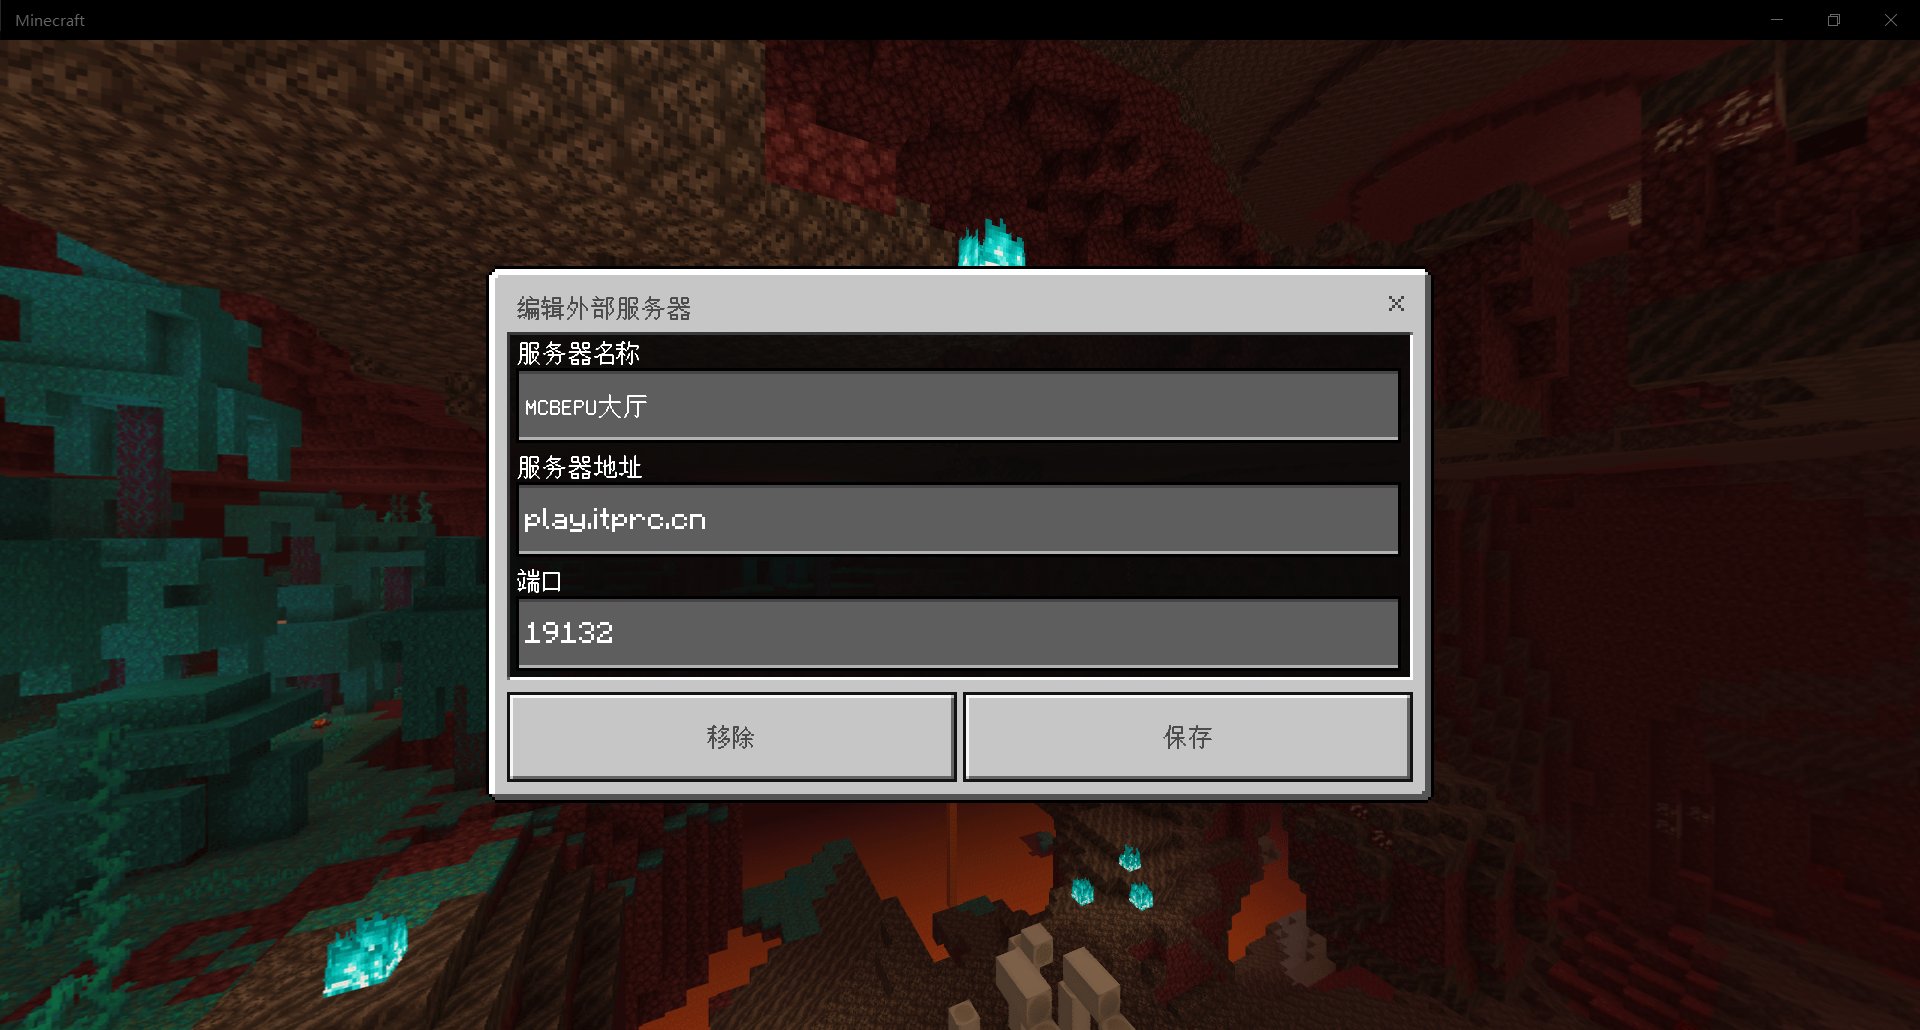 Minecraft
编辑外部服务器
服务器名称
MCBEPU大厅
服务器地址
play.itprc.cn
端口
19132
移除
保存